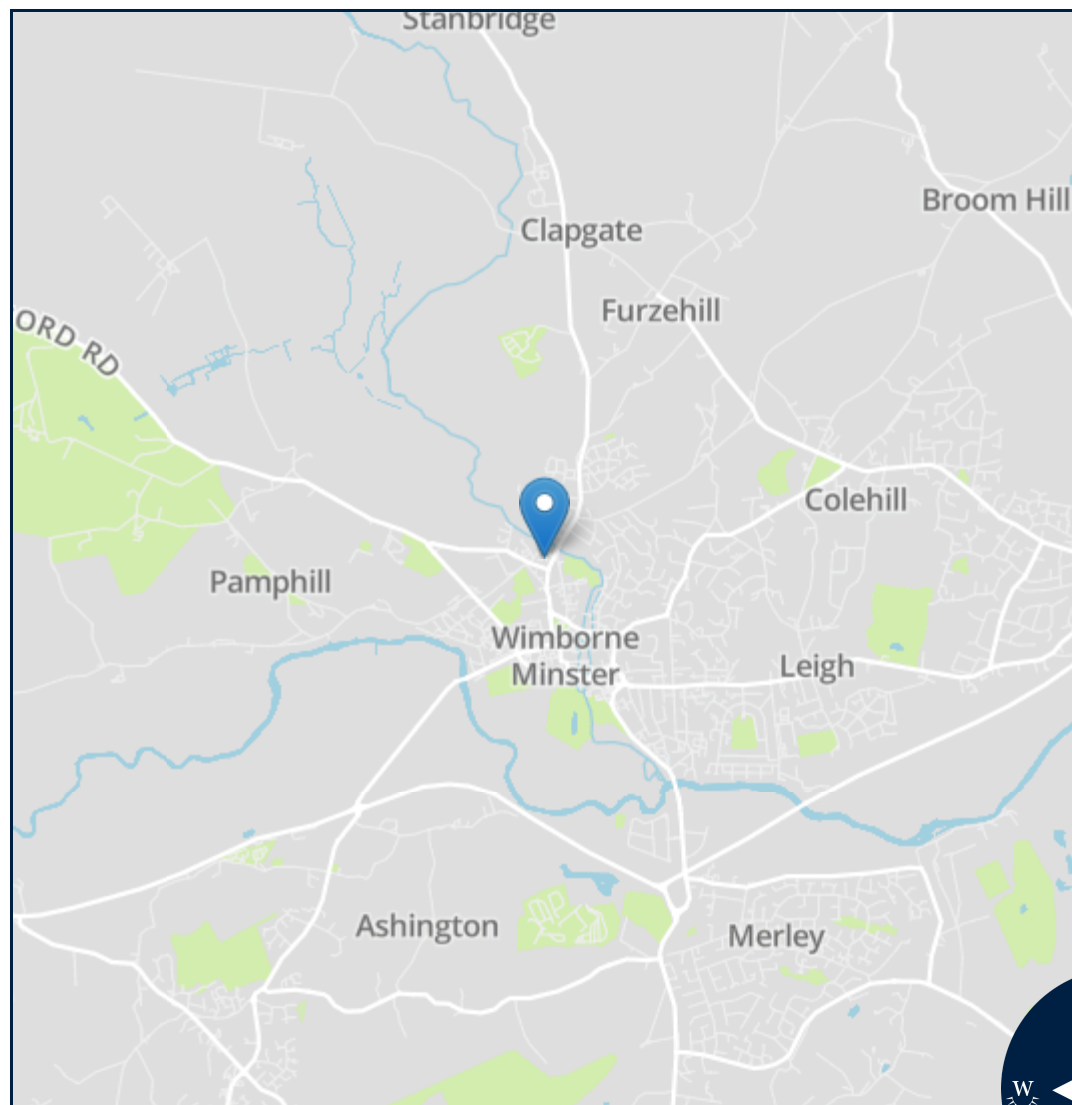 Stanbridge
Broom Hill
Clapgate
Furzehill
ORD RD
Colehill
Pamphill
Wimborne
Minster
Leigh
Ashington
Merley
W